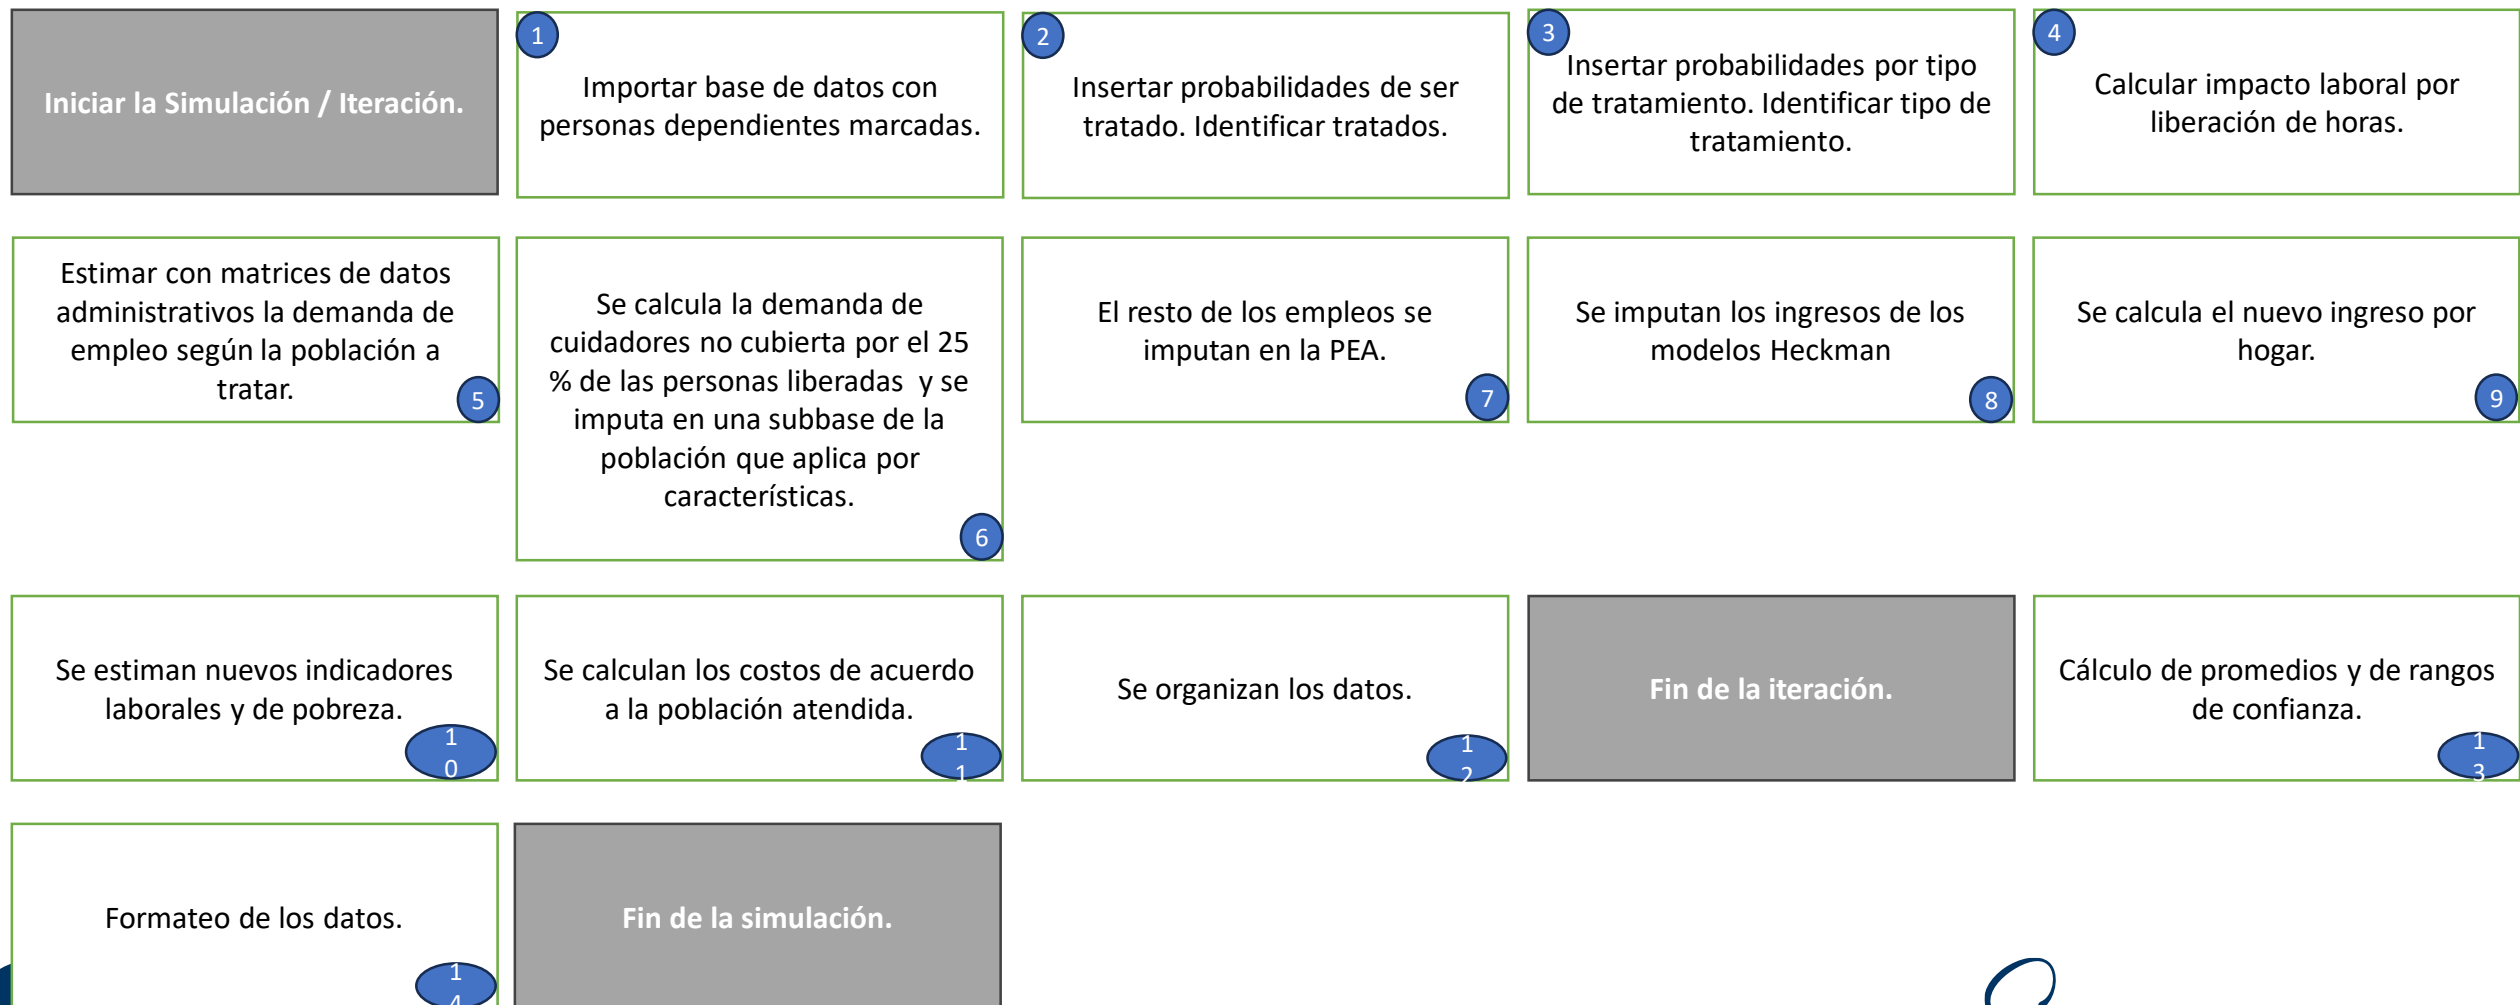 Iniciar la Simulación / Iteración.
1
Importar base de datos con
personas dependientes marcadas.
2
Insertar probabilidades de ser
tratado. Identificar tratados.
3
Insertar probabilidades por tipo
de tratamiento. Identificar tipo de
tratamiento.
4
Calcular impacto laboral por
liberación de horas.
Estimar con matrices de datos
administrativos la demanda de
empleo según la población a
tratar.
5
Se calcula la demanda de
cuidadores no cubierta por el 25
% de las personas liberadas  y se
imputa en una subbase de la
población que aplica por
características.
6
El resto de los empleos se
imputan en la PEA.
7
Se imputan los ingresos de los
modelos Heckman
8
Se calcula el nuevo ingreso por
hogar.
9
Se estiman nuevos indicadores
laborales y de pobreza.
1
0
Se calculan los costos de acuerdo
a la población atendida.
1
1
Se organizan los datos.
1
2
Fin de la iteración.
Cálculo de promedios y de rangos
de confianza.
1
3
Formateo de los datos.
1
4
Fin de la simulación.